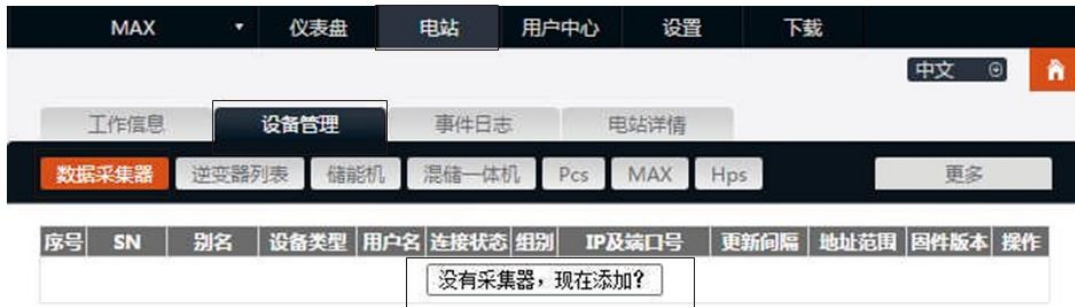 MAX 仪表盘 电站 用户中心 设置 下载
中文
工作信息 设备管理 事件日志 电站详情
数据采集器 逆变器列表 储能机 混储一体机 Pcs MAX Hps 更多
序号 SN 别名 设备类型 用户名 连接状态 组别 IP及端口号 更新间隔 地址范围 固件版本 操作
没有采集器，现在添加?